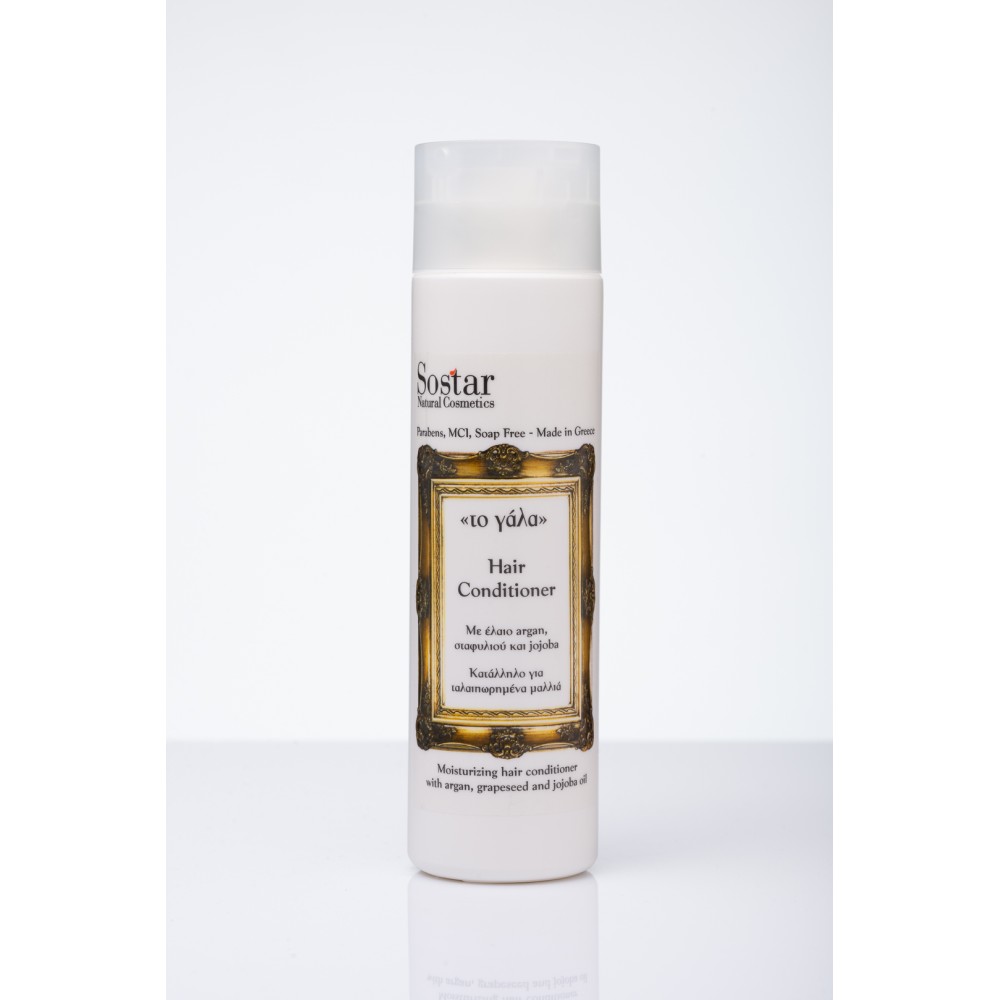 Sostar
Natural Cosmetics
Parabens, MCI, Soap Free - Made in Greece
«το γάλα»
Hair
Conditioner
Με έλαιο argan,
σταφυλιού και jojoba
Κατάλληλο για
ταλαιπωρημένα μαλλιά
Moisturizing hair conditioner
with argan, grapeseed and jojoba oil